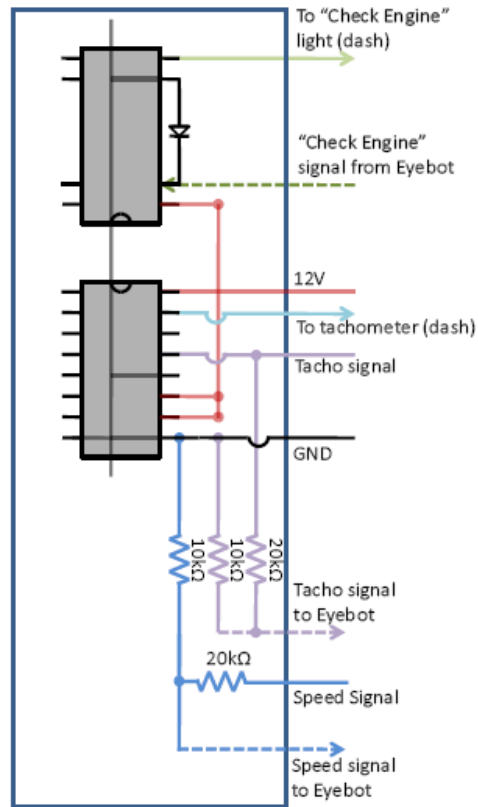 To “Check Engine”
light (dash)
“Check Engine”
signal from Eyebot
12V
To tachometer (dash)
Tacho signal
GND
10kΩ
10kΩ
20kΩ
Tacho signal
to Eyebot
20kΩ
Speed Signal
Speed signal
to Eyebot